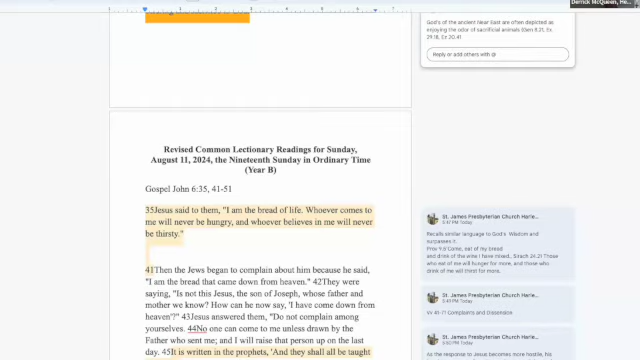 Derrick McQueen, He...
God's of the ancient Near East are often depicted as
enjoying the odor of sacrificial animals (Gen 8.21, Ex
29.18, Ez 20.41
Reply or add others with @
Revised Common Lectionary Readings for Sunday,
August 11, 2024, the Nineteenth Sunday in Ordinary Time
(Year B)
Gospel John 6:35, 41-51
35Jesus said to them, "I am the bread of life. Whoever comes to
me will never be hungry, and whoever believes in me will never
be thirsty."
41Then the Jews began to complain about him because he said,
"I am the bread that came down from heaven." 42They were
saying, "Is not this Jesus, the son of Joseph, whose father and
mother we know? How can he now say, 'I have come down from
heaven'?" 43Jesus answered them, "Do not complain among
yourselves. 44No one can come to me unless drawn by the
Father who sent me; and I will raise that person up on the last
day. 45It is written in the prophets, 'And they shall all be taught
St. James Presbyterian Church Harle...
5:41 PM Today
Recalls similar language to God's Wisdom and
surpasses it.
Prov 9.5 Come, eat of my bread
and drink of the wine I have mixed., Sirach 24.21 Those
who eat of me will hunger for more, and those who
drink of me will thirst for more.
St. James Presbyterian Church Harle...
5:47 PM Today
EV 41-71 Complaints and Dissension
St. James Presbyterian Church Harle...
5:50 PM Today
As the response to Jesus becomes more hostile, his